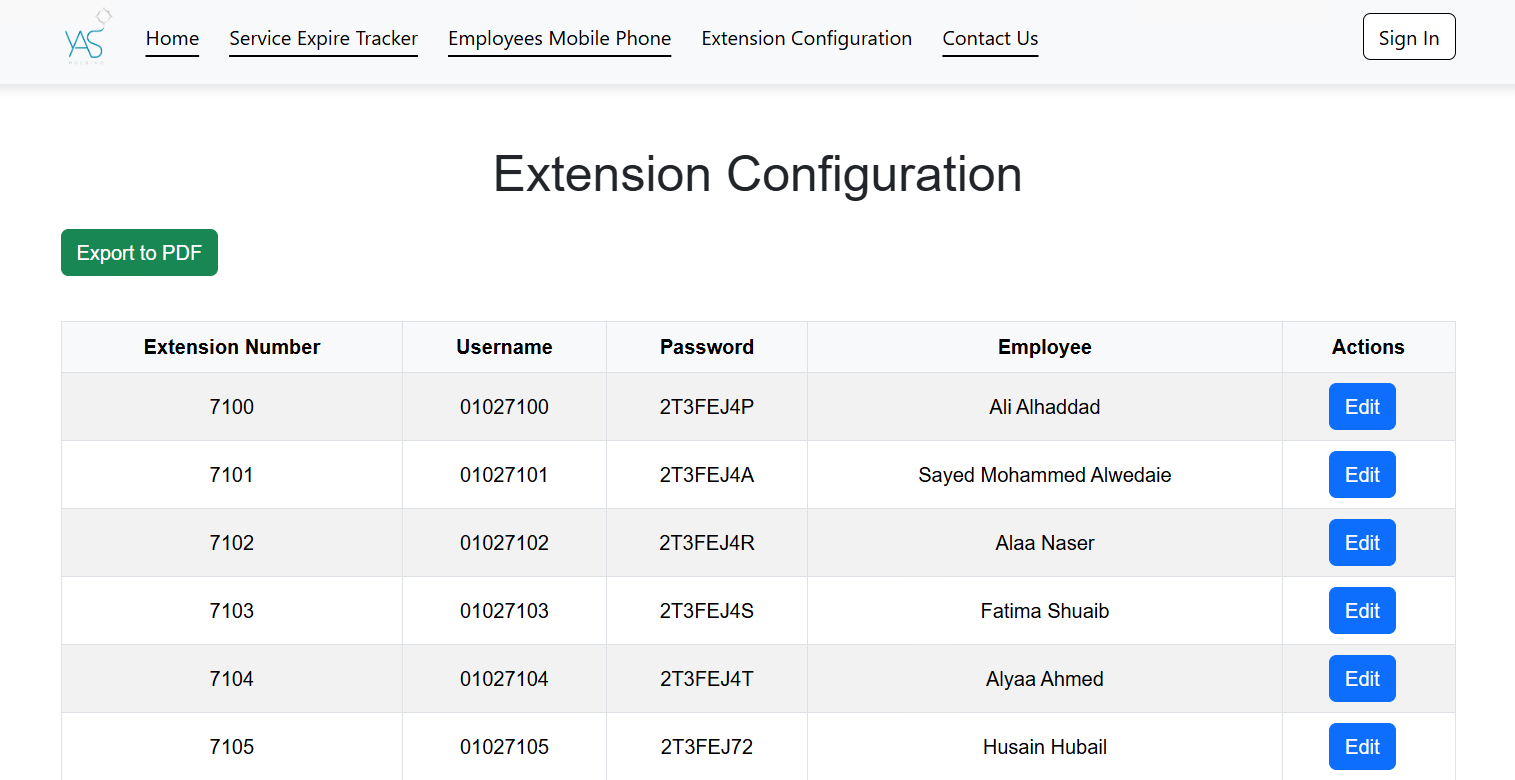 YAS
HOLDING
Home Service Expire Tracker Employees Mobile Phone Extension Configuration Contact Us Sign In
Extension Configuration
Export to PDF
Extension Number Username Password Employee Actions
7100 01027100 2T3FEJ4P Ali Alhaddad Edit
7101 01027101 2T3FEJ4A Sayed Mohammed Alwedaie Edit
7102 01027102 2T3FEJ4R Alaa Naser Edit
7103 01027103 2T3FEJ4S Fatima Shuaib Edit
7104 01027104 2T3FEJ4T Alyaa Ahmed Edit
7105 01027105 2T3FEJ72 Husain Hubail Edit